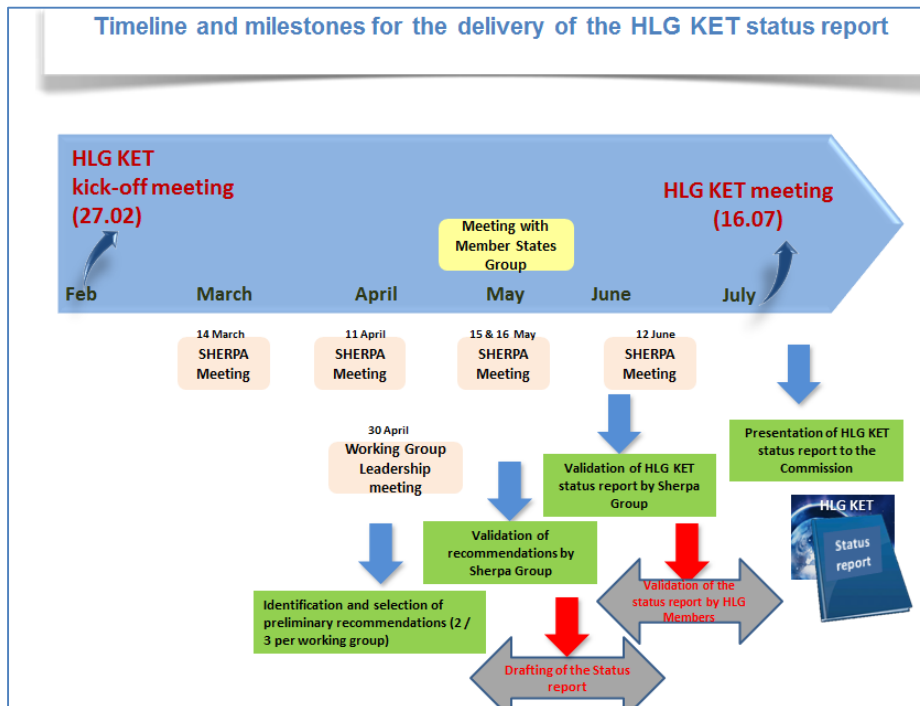 Timeline and milestones for the delivery of the HLG KET status report
HLG KET
kick-off meeting
(27.02)
HLG KET meeting
(16.07)
Meeting with
Member States
Group
Feb
March
April
May
June
July
14 March
SHERPA
Meeting
11 April
SHERPA
Meeting
15 & 16 May
SHERPA
Meeting
12 June
SHERPA
Meeting
30 April
Working Group
Leadership
meeting
Presentation of HLG KET
status report to the
Commission
Validation of HLG KET
status report by Sherpa
Group
Validation of
recommendations by
Sherpa Group
Identification and selection of
preliminary recommendations (2 /
3 per working group)
HLG KET
Status
report
Validation of the
status report by HLG
Members
Drafting of the Status
report